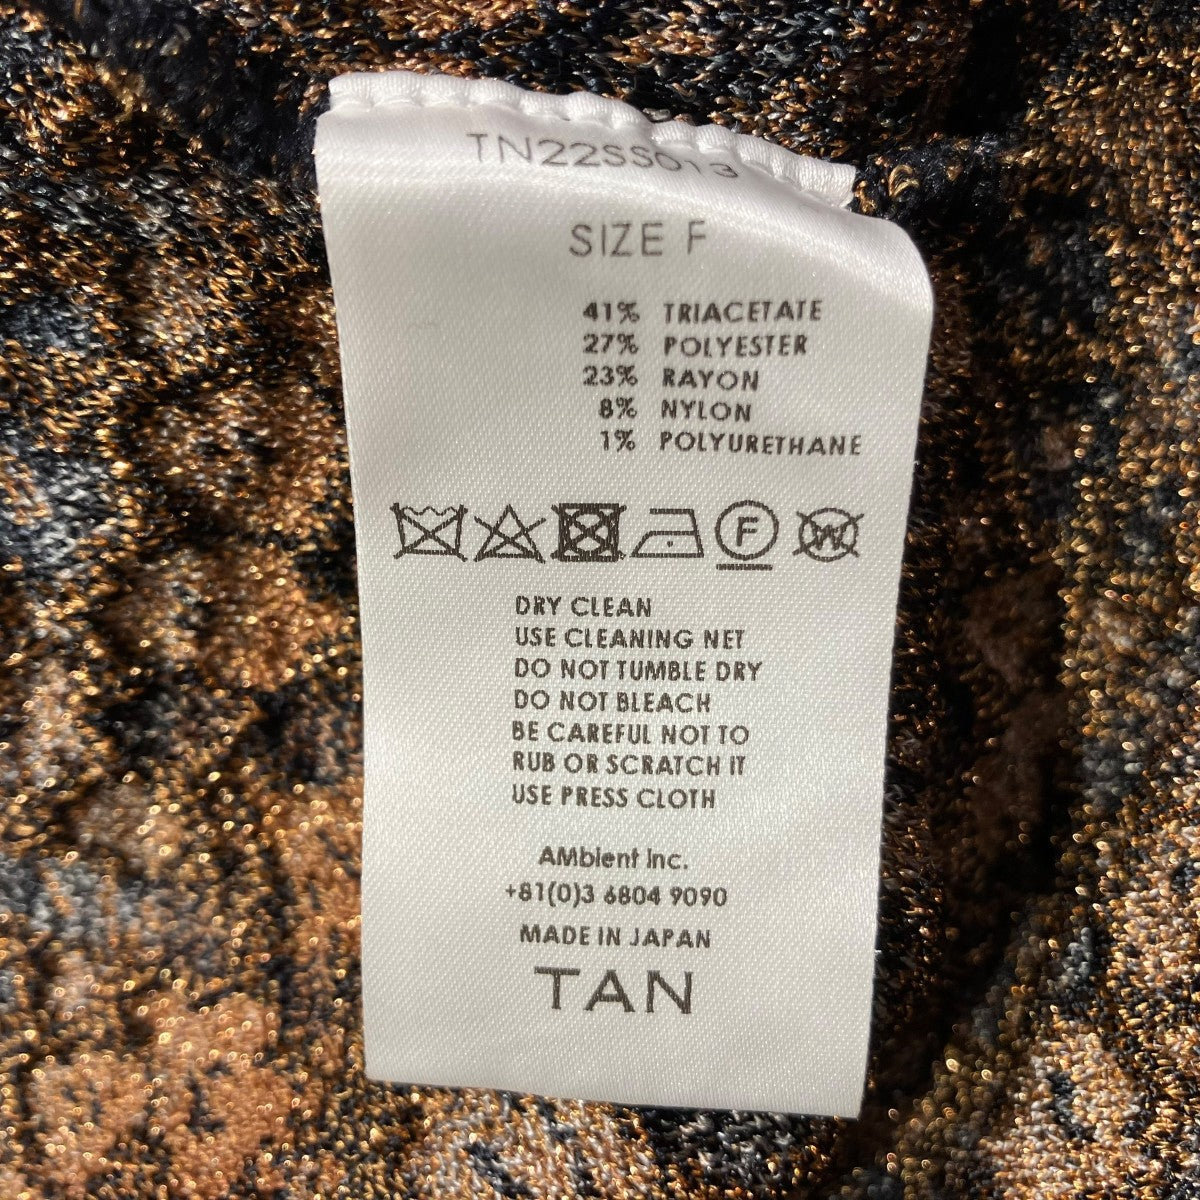 TN22SS013
SIZE F
41% TRIACETATE
27% POLYESTER
23% RAYON
8% NYLON
1% POLYURETHANE
F W
DRY CLEAN
USE CLEANING NET
DO NOT TUMBLE DRY
DO NOT BLEACH
BE CAREFUL NOT TO
RUB OR SCRATCH IT
USE PRESS CLOTH
AMbient Inc.
+81(0)3 6804 9090
MADE IN JAPAN
TAN